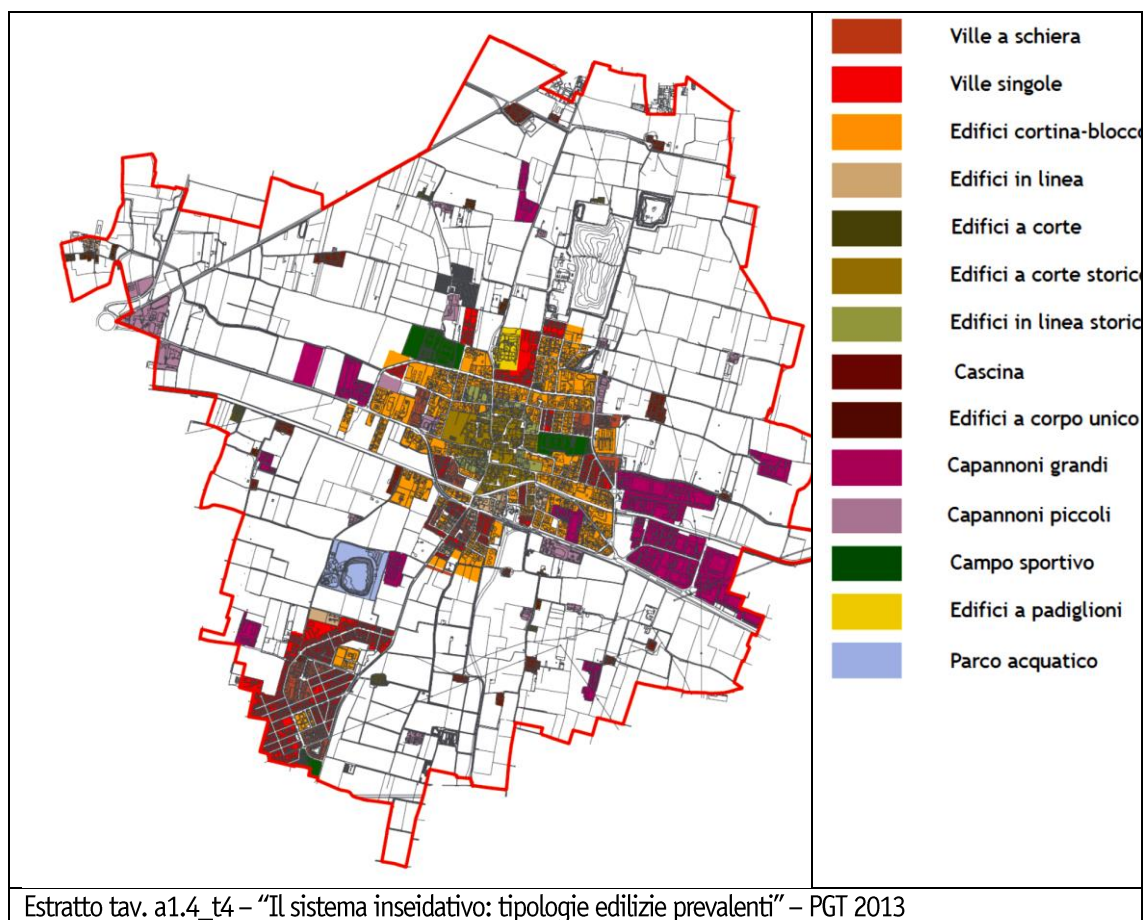 Ville a schiera
Ville singole
Edifici cortina-blocco
Edifici in linea
Edifici a corte
Edifici a corte storic
Edifici in linea storic
Cascina
Edifici a corpo unico
Capannoni grandi
Capannoni piccoli
Campo sportivo
Edifici a padiglioni
Parco acquatico
Estratto tav. a1.4_t4 – “Il sistema inseidativo: tipologie edilizie prevalenti” – PGT 2013